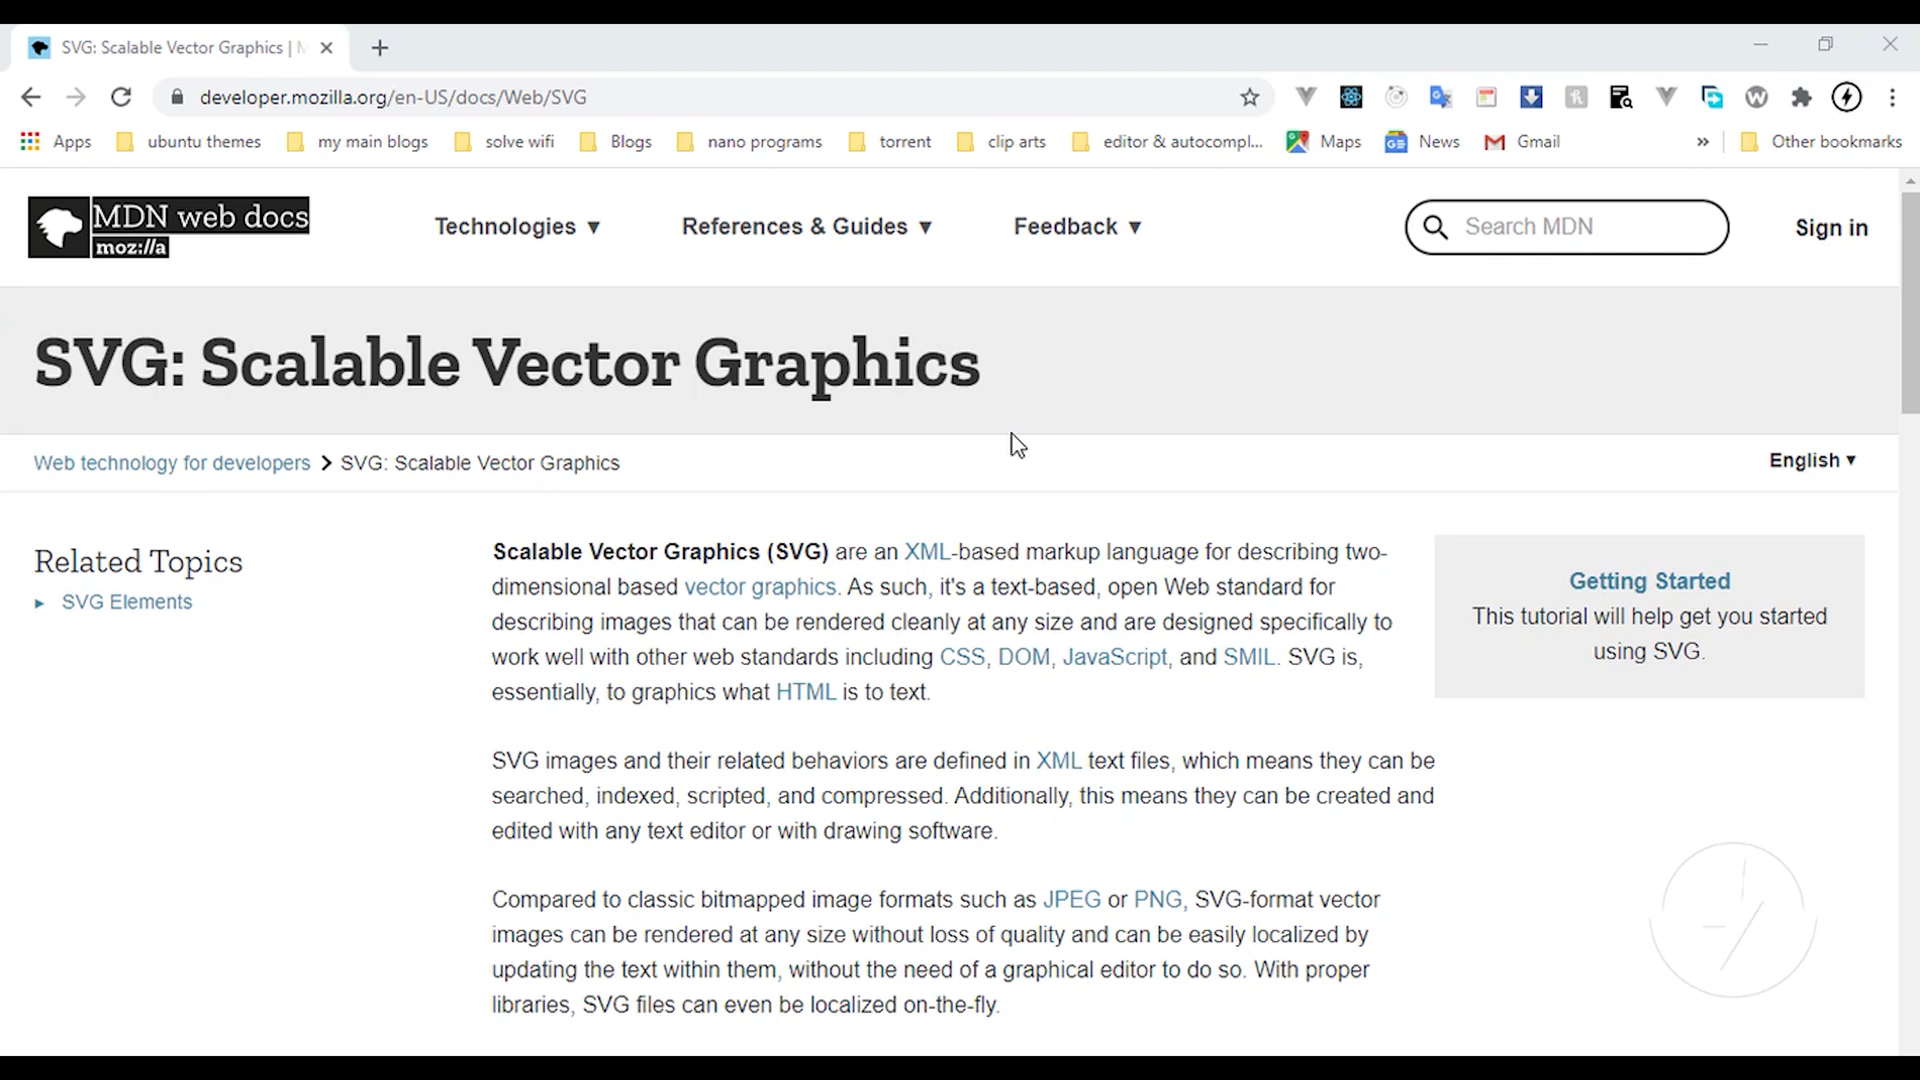 SVG: Scalable Vector Graphics |
developer.mozilla.org/en-US/docs/Web/SVG
Apps ubuntu themes my main blogs solve wifi Blogs nano programs torrent clip arts editor & autocompl... Maps News Gmail » Other bookmarks
MDN web docs
moz://a
Technologies ▼ References & Guides ▼ Feedback ▼ Search MDN Sign in
SVG: Scalable Vector Graphics
Web technology for developers SVG: Scalable Vector Graphics English ▼
Related Topics
SVG Elements
Scalable Vector Graphics (SVG) are an XML-based markup language for describing two-
dimensional based vector graphics. As such, it's a text-based, open Web standard for
describing images that can be rendered cleanly at any size and are designed specifically to
work well with other web standards including CSS, DOM, JavaScript, and SMIL. SVG is,
essentially, to graphics what HTML is to text.
Getting Started
This tutorial will help get you started
using SVG.
SVG images and their related behaviors are defined in XML text files, which means they can be
searched, indexed, scripted, and compressed. Additionally, this means they can be created and
edited with any text editor or with drawing software.
Compared to classic bitmapped image formats such as JPEG or PNG, SVG-format vector
images can be rendered at any size without loss of quality and can be easily localized by
updating the text within them, without the need of a graphical editor to do so. With proper
libraries, SVG files can even be localized on-the-fly.